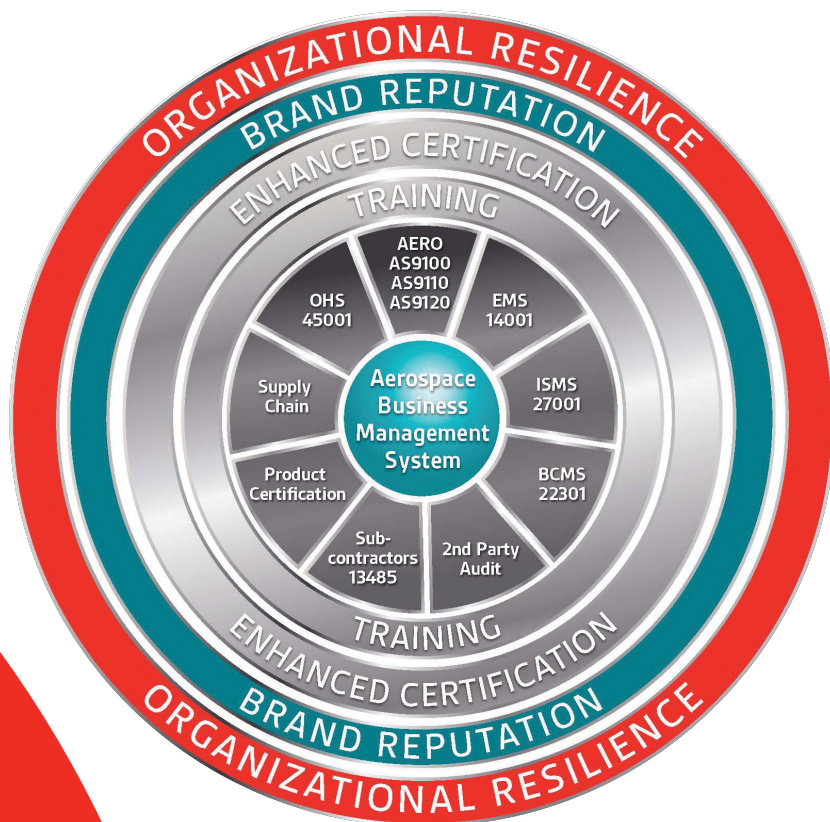 ORGANIZATIONAL RESILIENCE
BRAND REPUTATION
ENHANCED CERTIFICATION
TRAINING
AERO
AS9100
AS9110
AS9120
EMS
14001
ISMS
27001
BCMS
22301
2nd Party
Audit
Sub-
contractors
13485
Product
Certification
Supply
Chain
OHS
45001
Aerospace
Business
Management
System
TRAINING
ENHANCED CERTIFICATION
BRAND REPUTATION
ORGANIZATIONAL RESILIENCE